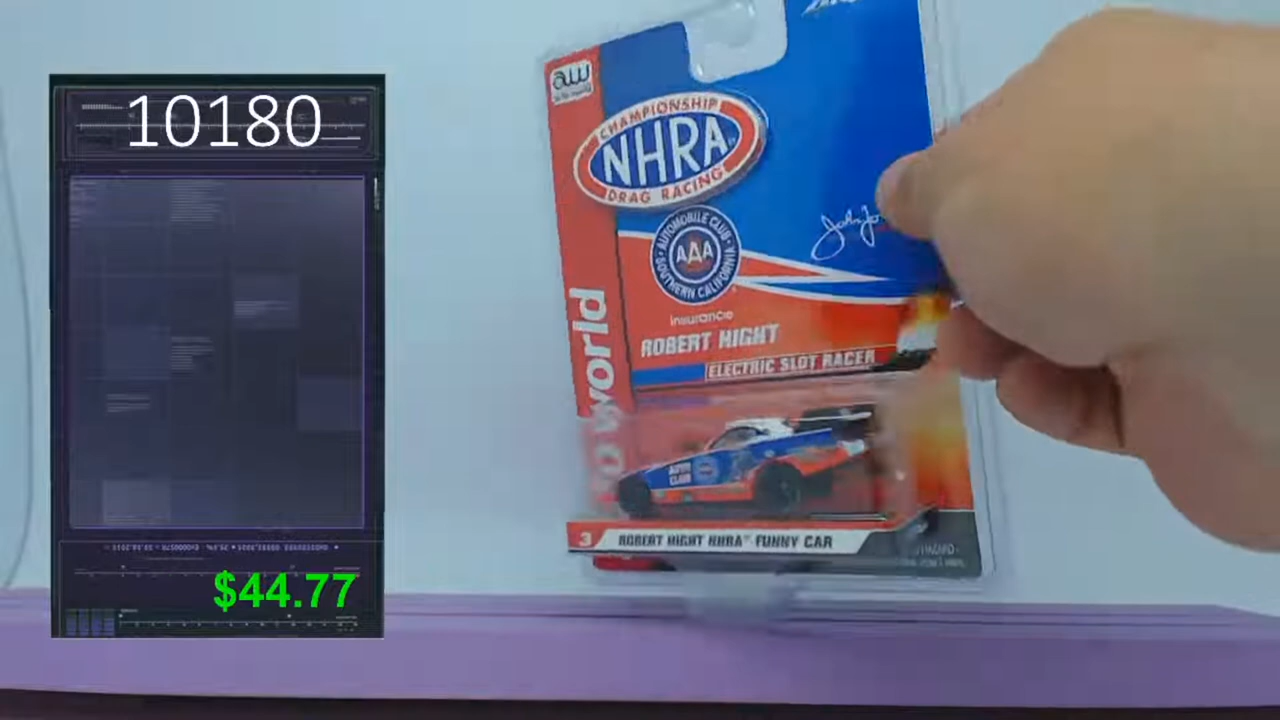 10180
$44.77
aw
CHAMPIONSHIP
NHRA
DRAG RACING
AUTOMOBILE CLUB
AAA
SOUTHERN CALIFORNIA
insurance
ROBERT HIGHT
ELECTRIC SLOT RACER
world
AUTO
CLUB
3 ROBERT HIGHT NHRA FUNNY CAR